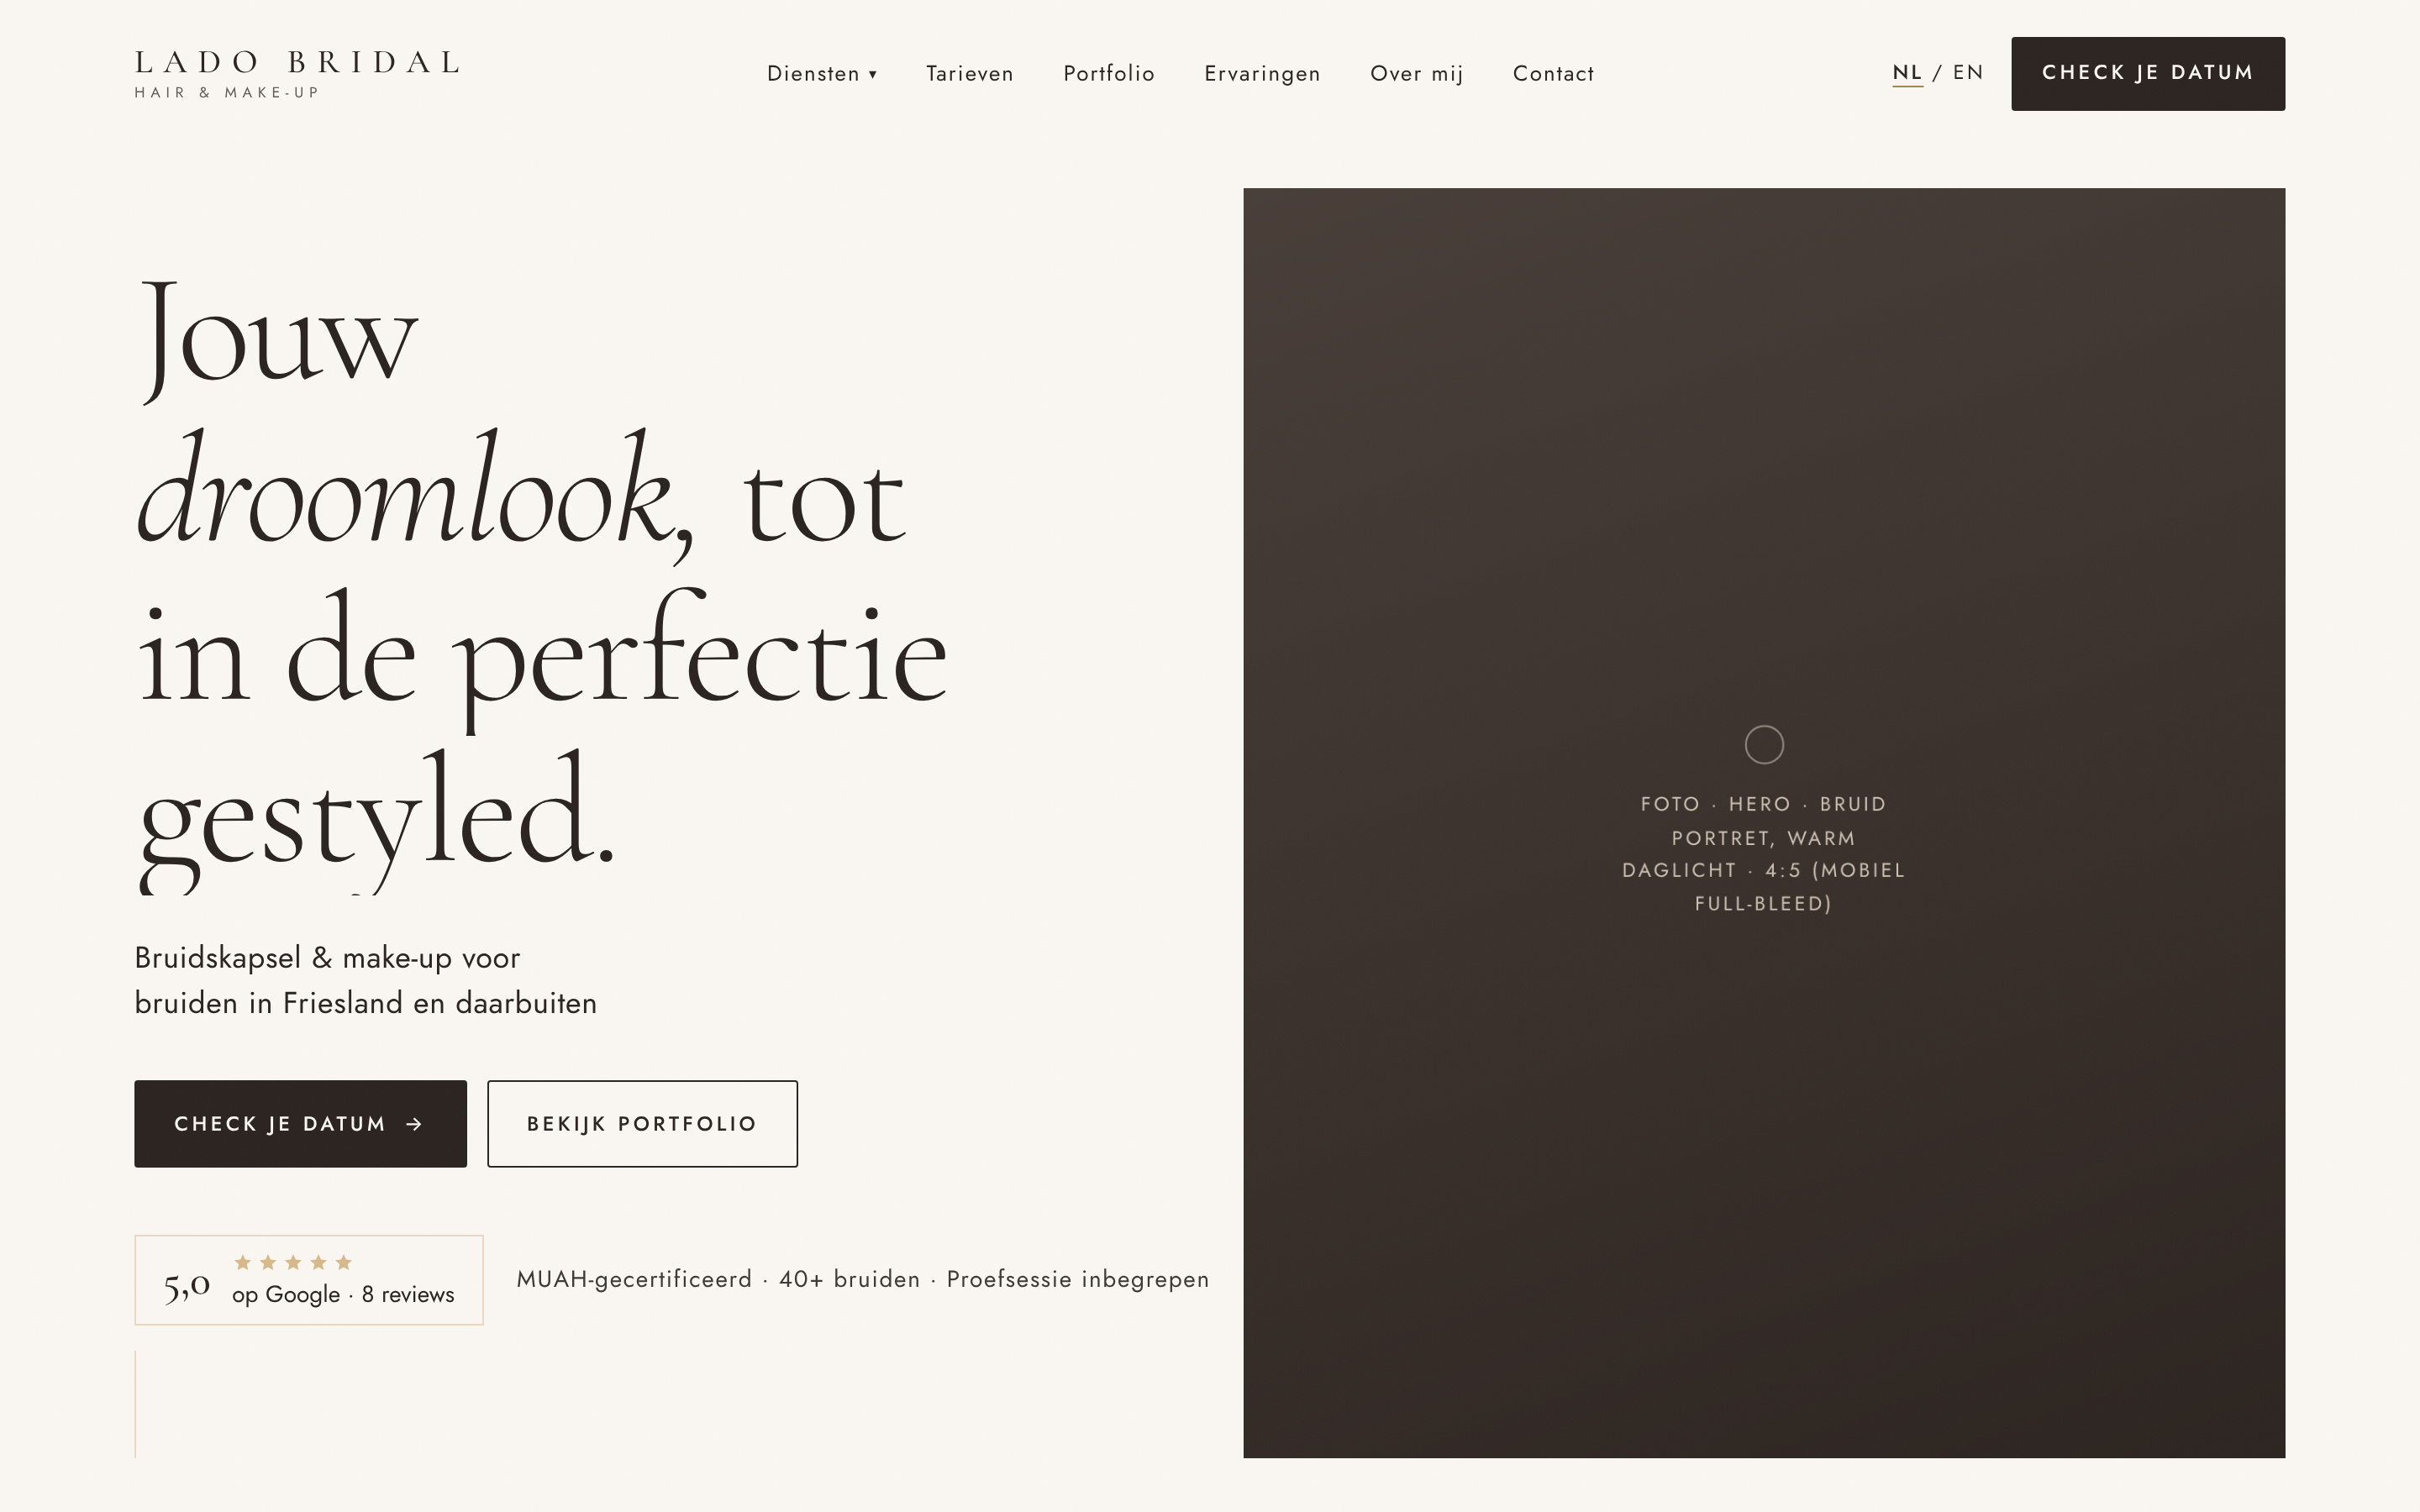 LADO BRIDAL
HAIR & MAKE-UP
Diensten ▾ Tarieven Portfolio Ervaringen Over mij Contact
NL / EN
CHECK JE DATUM
Jouw
droomlook, tot
in de perfectie
gestyled.
Bruidskapsel & make-up voor
bruiden in Friesland en daarbuiten
CHECK JE DATUM →
BEKIJK PORTFOLIO
5,0
★★★★★
op Google · 8 reviews
MUAH-gecertificeerd · 40+ bruiden · Proefsessie inbegrepen
FOTO · HERO · BRUID
PORTRET, WARM
DAGLICHT · 4:5 (MOBIEL
FULL-BLEED)